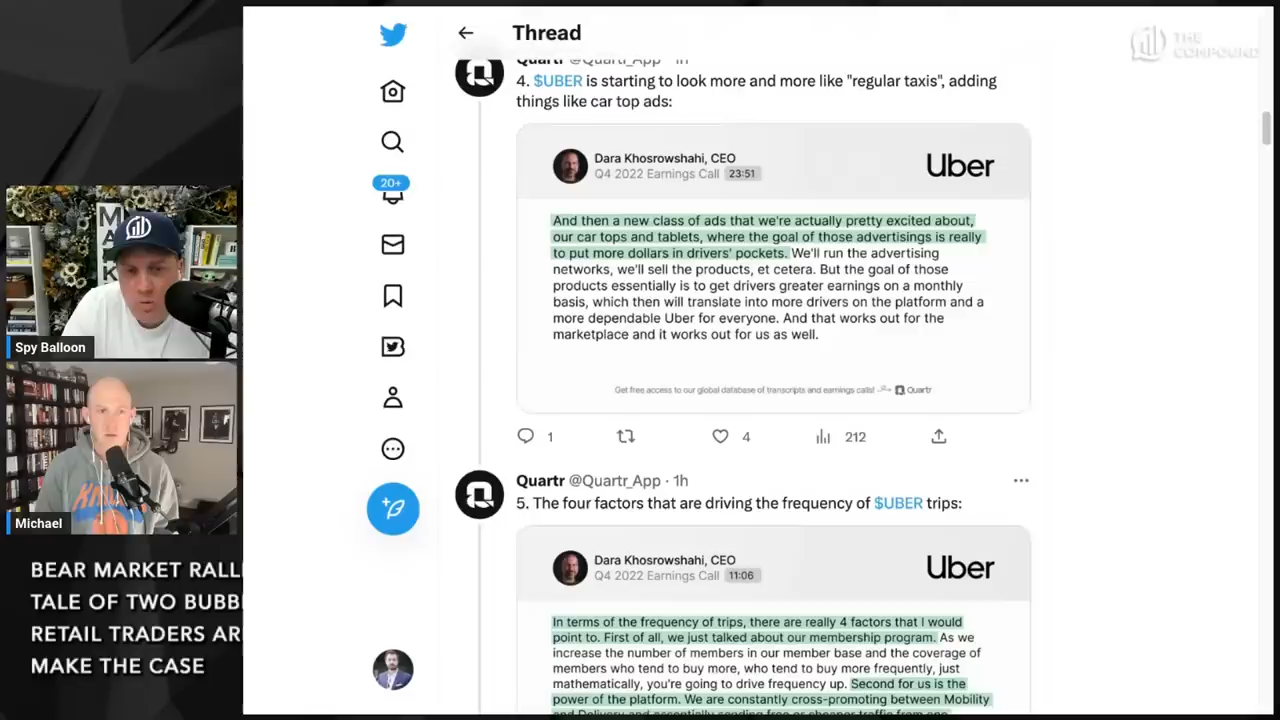 Thread
THE
COMPOUND
Quartr @Quartr_App · 1h
4. $UBER is starting to look more and more like "regular taxis", adding
things like car top ads:
Dara Khosrowshahi, CEO
Q4 2022 Earnings Call 23:51
Uber
And then a new class of ads that we're actually pretty excited about,
our car tops and tablets, where the goal of those advertisings is really
to put more dollars in drivers' pockets. We'll run the advertising
networks, we'll sell the products, et cetera. But the goal of those
products essentially is to get drivers greater earnings on a monthly
basis, which then will translate into more drivers on the platform and a
more dependable Uber for everyone. And that works out for the
marketplace and it works out for us as well.
Get free access to our global database of transcripts and earnings calls! Quartr
1 4 212
Quartr @Quartr_App · 1h
5. The four factors that are driving the frequency of $UBER trips:
Dara Khosrowshahi, CEO
Q4 2022 Earnings Call 11:06
Uber
In terms of the frequency of trips, there are really 4 factors that I would
point to. First of all, we just talked about our membership program. As we
increase the number of members in our member base and the coverage of
members who tend to buy more, who tend to buy more frequently, just
mathematically, you're going to drive frequency up. Second for us is the
power of the platform. We are constantly cross-promoting between Mobility
and Delivery and essentially sending free or cheaper traffic from one
20+
Spy Balloon
Michael
BEAR MARKET RALL
TALE OF TWO BUBB
RETAIL TRADERS AR
MAKE THE CASE